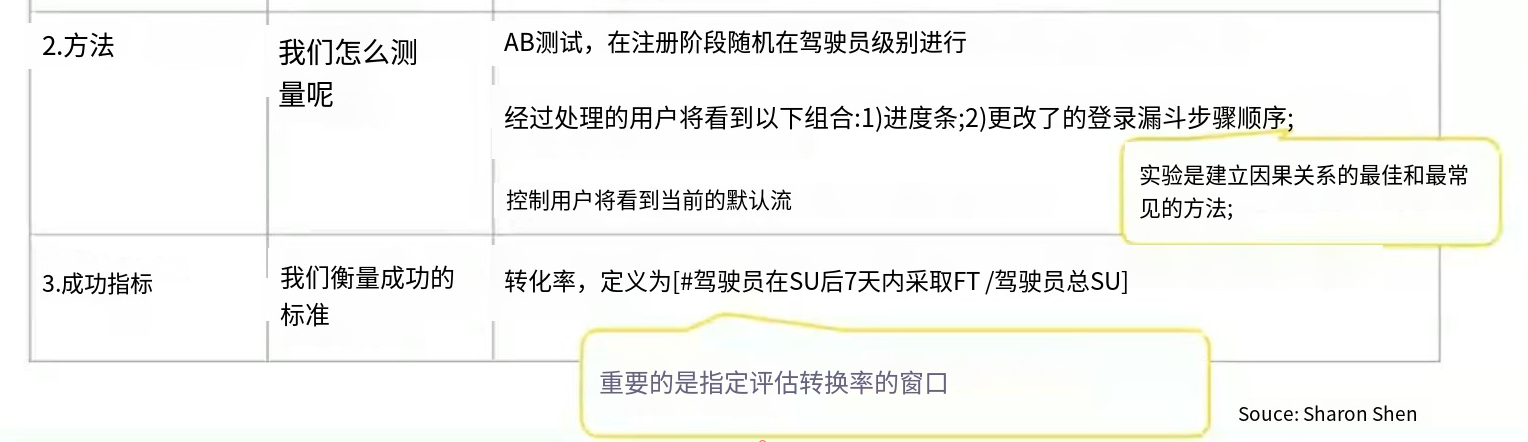 2.方法
我们怎么测
量呢
AB测试，在注册阶段随机在驾驶员级别进行
经过处理的用户将看到以下组合:1)进度条;2)更改了的登录漏斗步骤顺序;
控制用户将看到当前的默认流
实验是建立因果关系的最佳和最常
见的方法;
3.成功指标
我们衡量成功的
标准
转化率，定义为[#驾驶员在SU后7天内采取FT /驾驶员总SU]
重要的是指定评估转换率的窗口
Souce: Sharon Shen